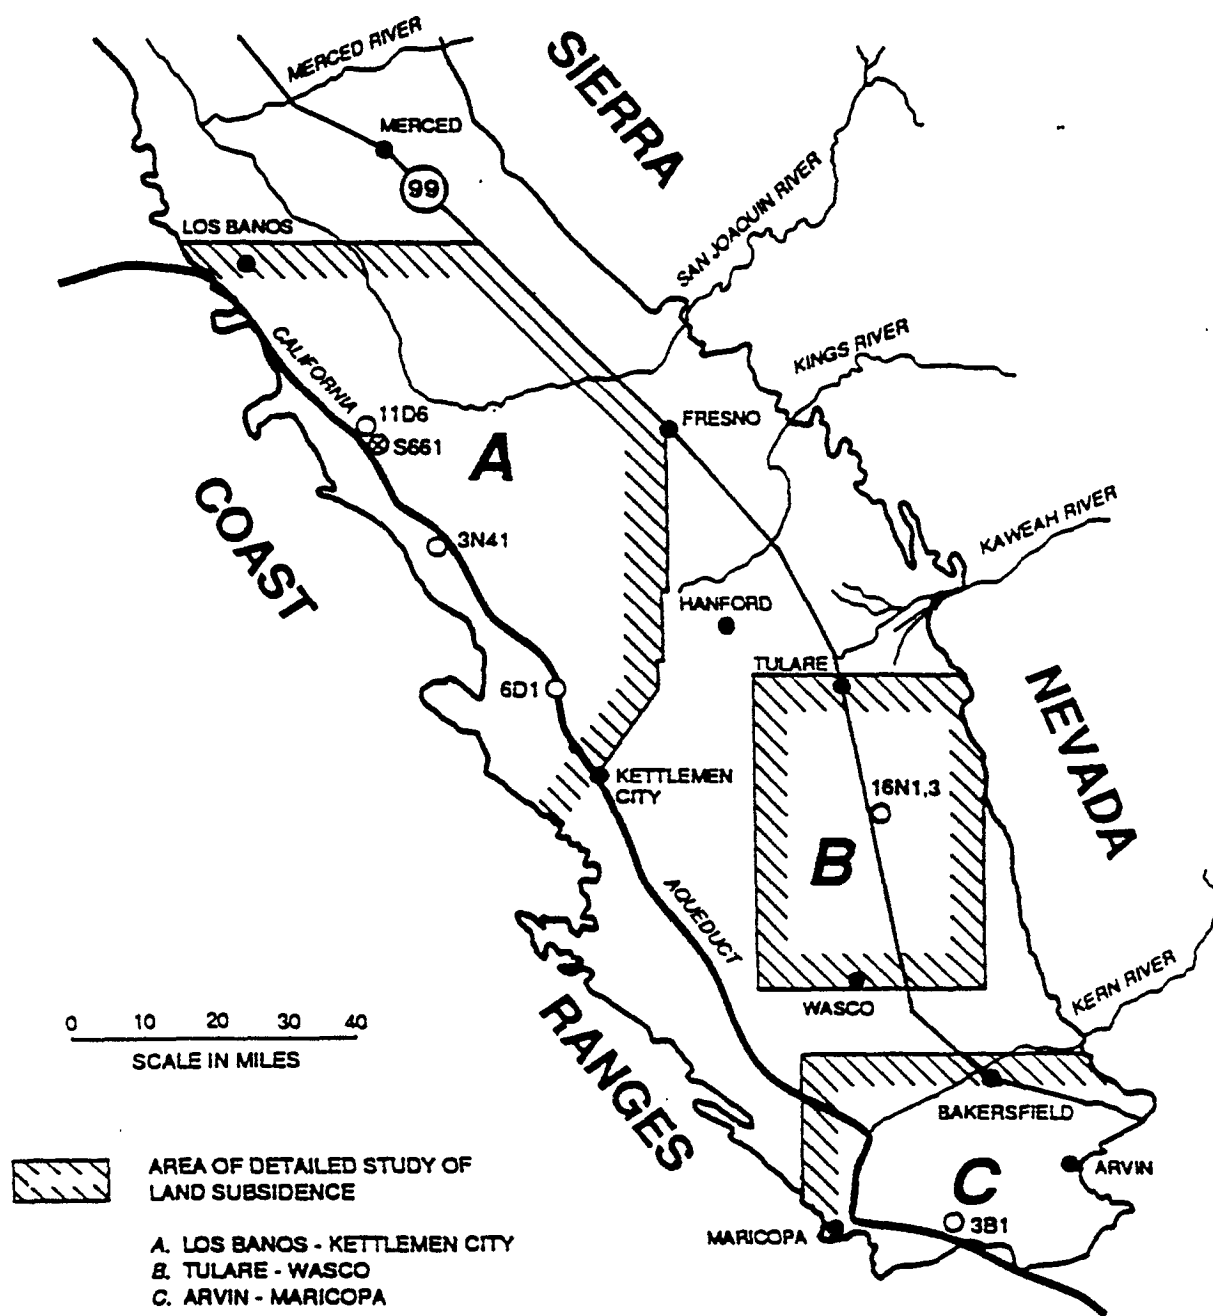 MERCED RIVER
SIERRA
MERCED
99
SAN JOAQUIN RIVER
LOS BANOS
CALIFORNIA
KINGS RIVER
11D6
S661
FRESNO
A
COAST
3N41
KAWEAH RIVER
HANFORD
TULARE
6D1
NEVADA
KETTLEMEN
CITY
16N1,3
B
AQUEDUCT
WASCO
KERN RIVER
RANGES
0 10 20 30 40
SCALE IN MILES
BAKERSFIELD
ARVIN
C
MARICOPA
3B1
AREA OF DETAILED STUDY OF
LAND SUBSIDENCE
A. LOS BANOS - KETTLEMEN CITY
B. TULARE - WASCO
C. ARVIN - MARICOPA